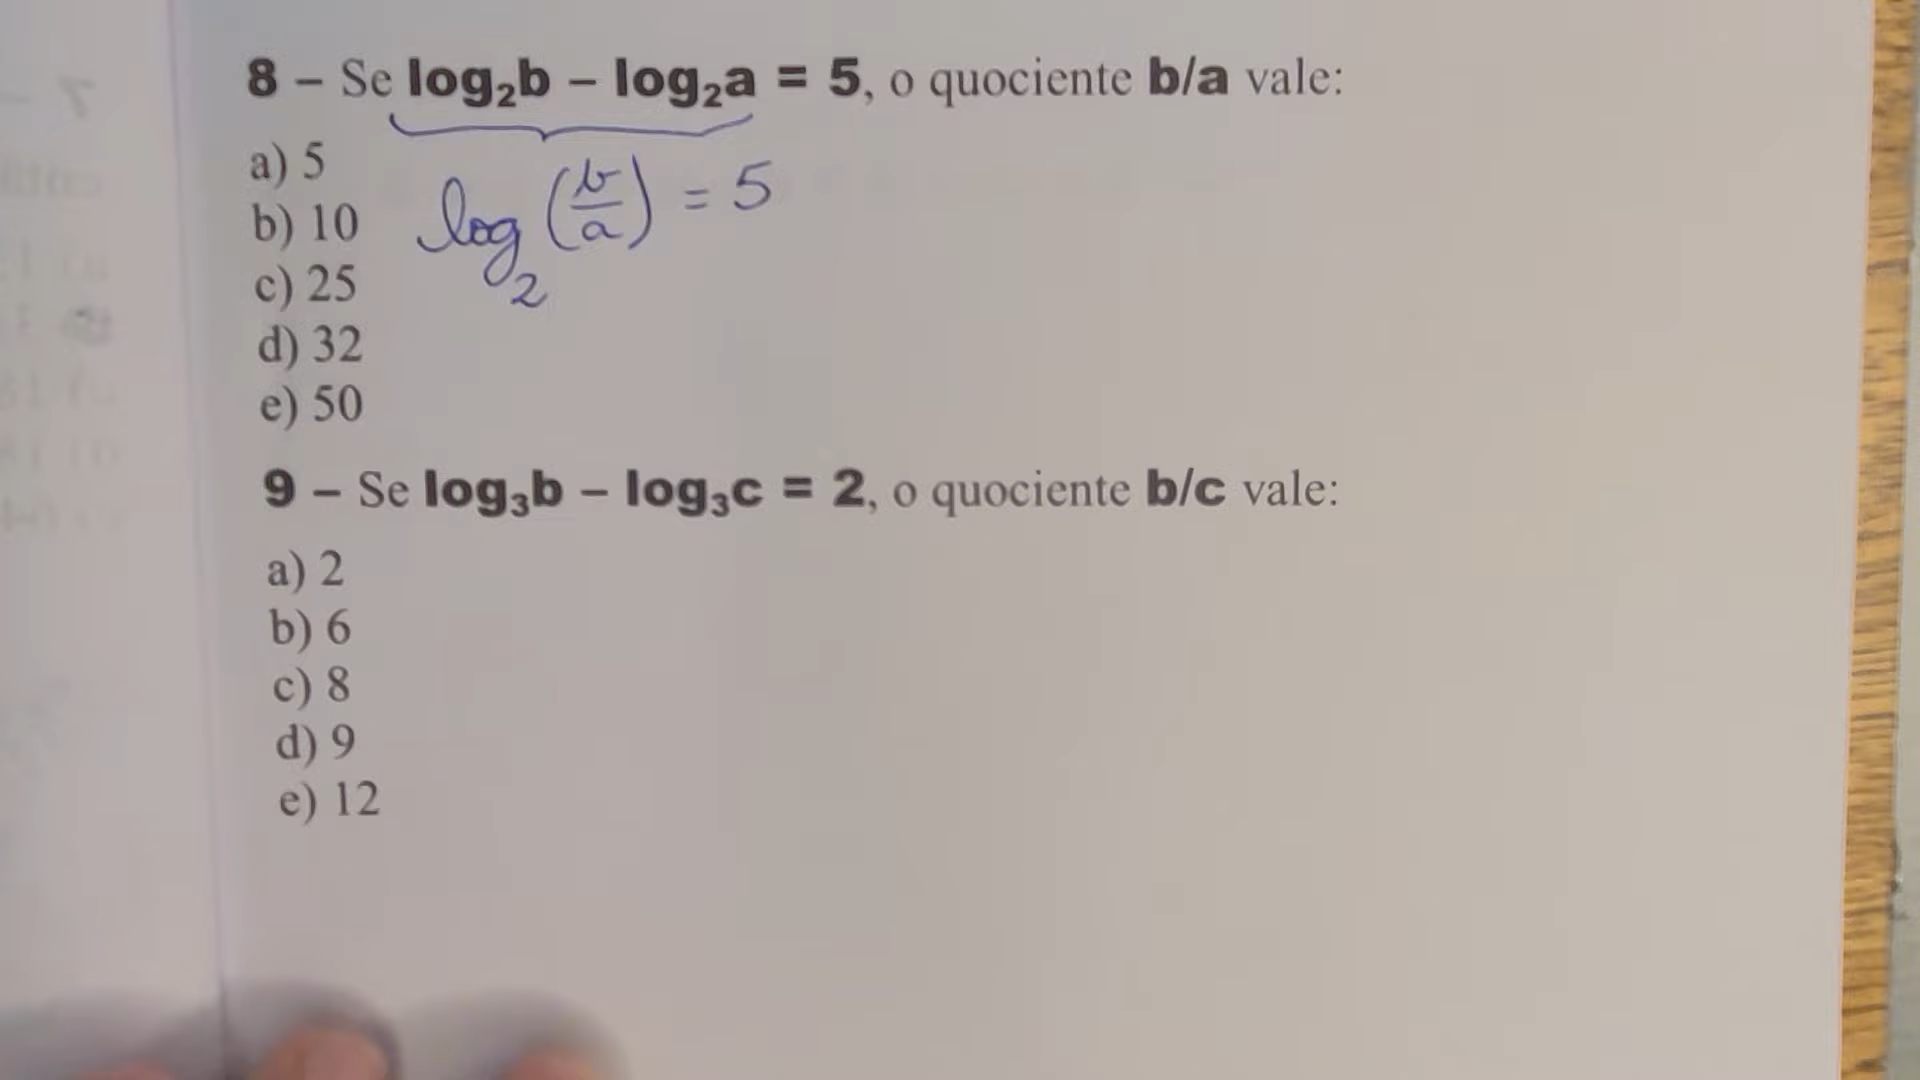 8 – Se log₂b – log₂a = 5, o quociente b/a vale:
a) 5
b) 10
c) 25
d) 32
e) 50
log₂ (b/a) = 5
9 – Se log₃b – log₃c = 2, o quociente b/c vale:
a) 2
b) 6
c) 8
d) 9
e) 12